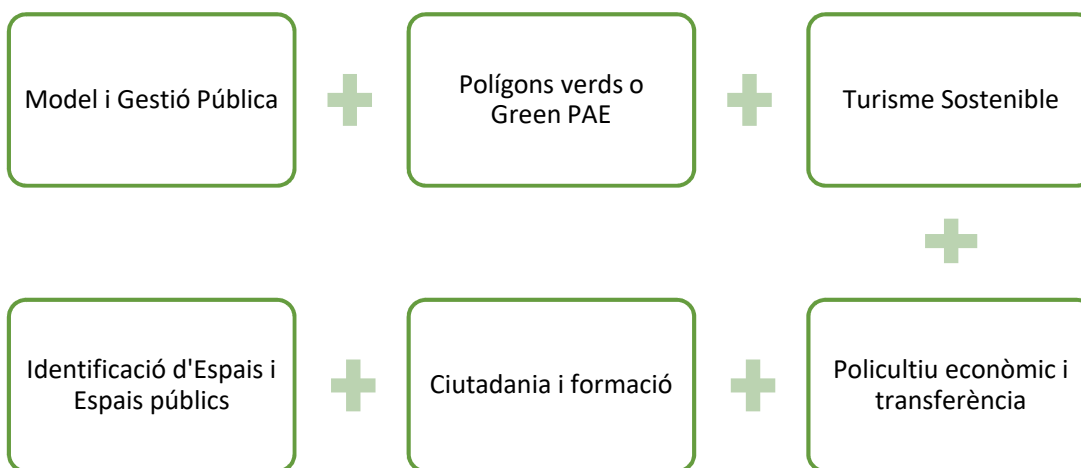 Model i Gestió Pública
Polígons verds o
Green PAE
Turisme Sostenible
Identificació d'Espais i
Espais públics
Ciutadania i formació
Policultiu econòmic i
transferència